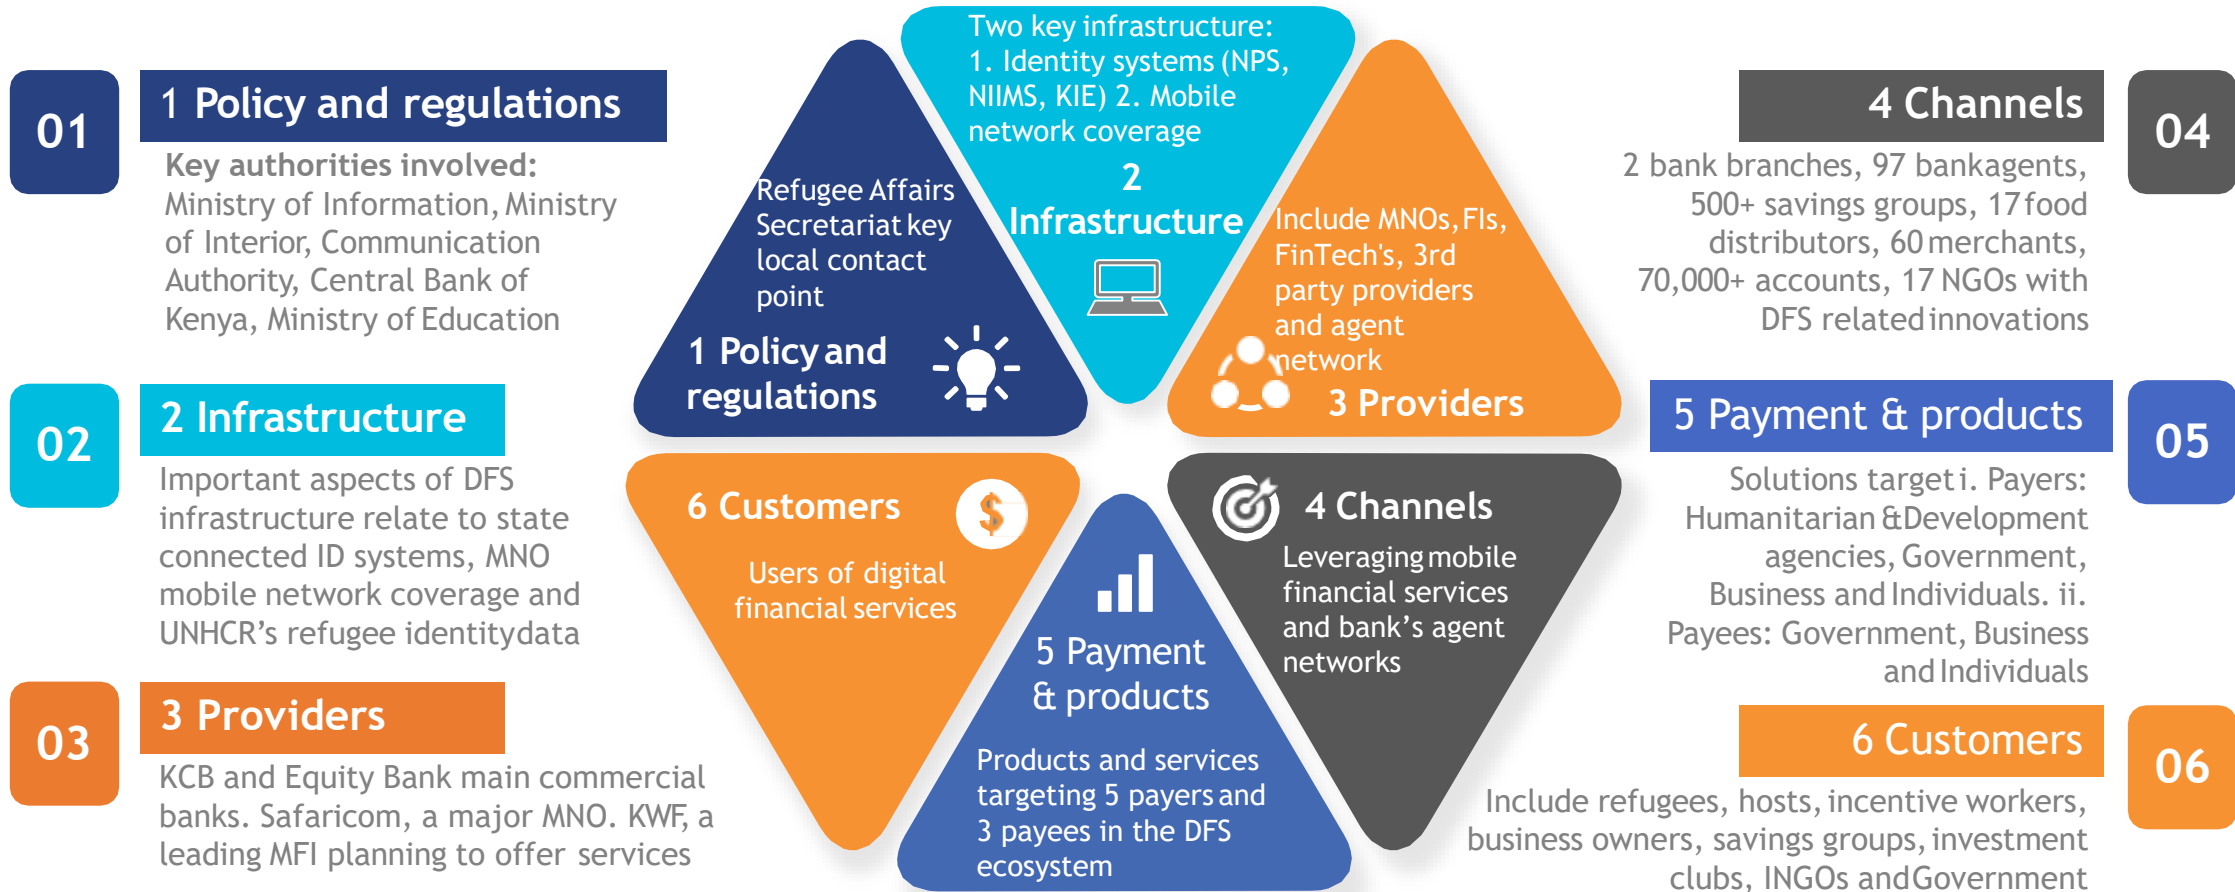 01
1 Policy and regulations
Key authorities involved:
Ministry of Information, Ministry
of Interior, Communication
Authority, Central Bank of
Kenya, Ministry of Education
02
2 Infrastructure
Important aspects of DFS
infrastructure relate to state
connected ID systems, MNO
mobile network coverage and
UNHCR’s refugee identitydata
03
3 Providers
KCB and Equity Bank main commercial
banks. Safaricom, a major MNO. KWF, a
leading MFI planning to offer services
Refugee Affairs
Secretariat key
local contact
point
1 Policy and
regulations
Two key infrastructure:
1. Identity systems (NPS,
NIIMS, KIE) 2. Mobile
network coverage
2
Infrastructure
Include MNOs, FIs,
FinTech's, 3rd
party providers
and agent
network
3 Providers
6 Customers
$
Users of digital
financial services
5 Payment
& products
Products and services
targeting 5 payers and
3 payees in the DFS
ecosystem
4 Channels
Leveraging mobile
financial services
and bank’s agent
networks
4 Channels
04
2 bank branches, 97 bankagents,
500+ savings groups, 17 food
distributors, 60 merchants,
70,000+ accounts, 17 NGOs with
DFS related innovations
5 Payment & products
05
Solutions target i. Payers:
Humanitarian &Development
agencies, Government,
Business and Individuals. ii.
Payees: Government, Business
and Individuals
6 Customers
06
Include refugees, hosts, incentive workers,
business owners, savings groups, investment
clubs, INGOs and Government